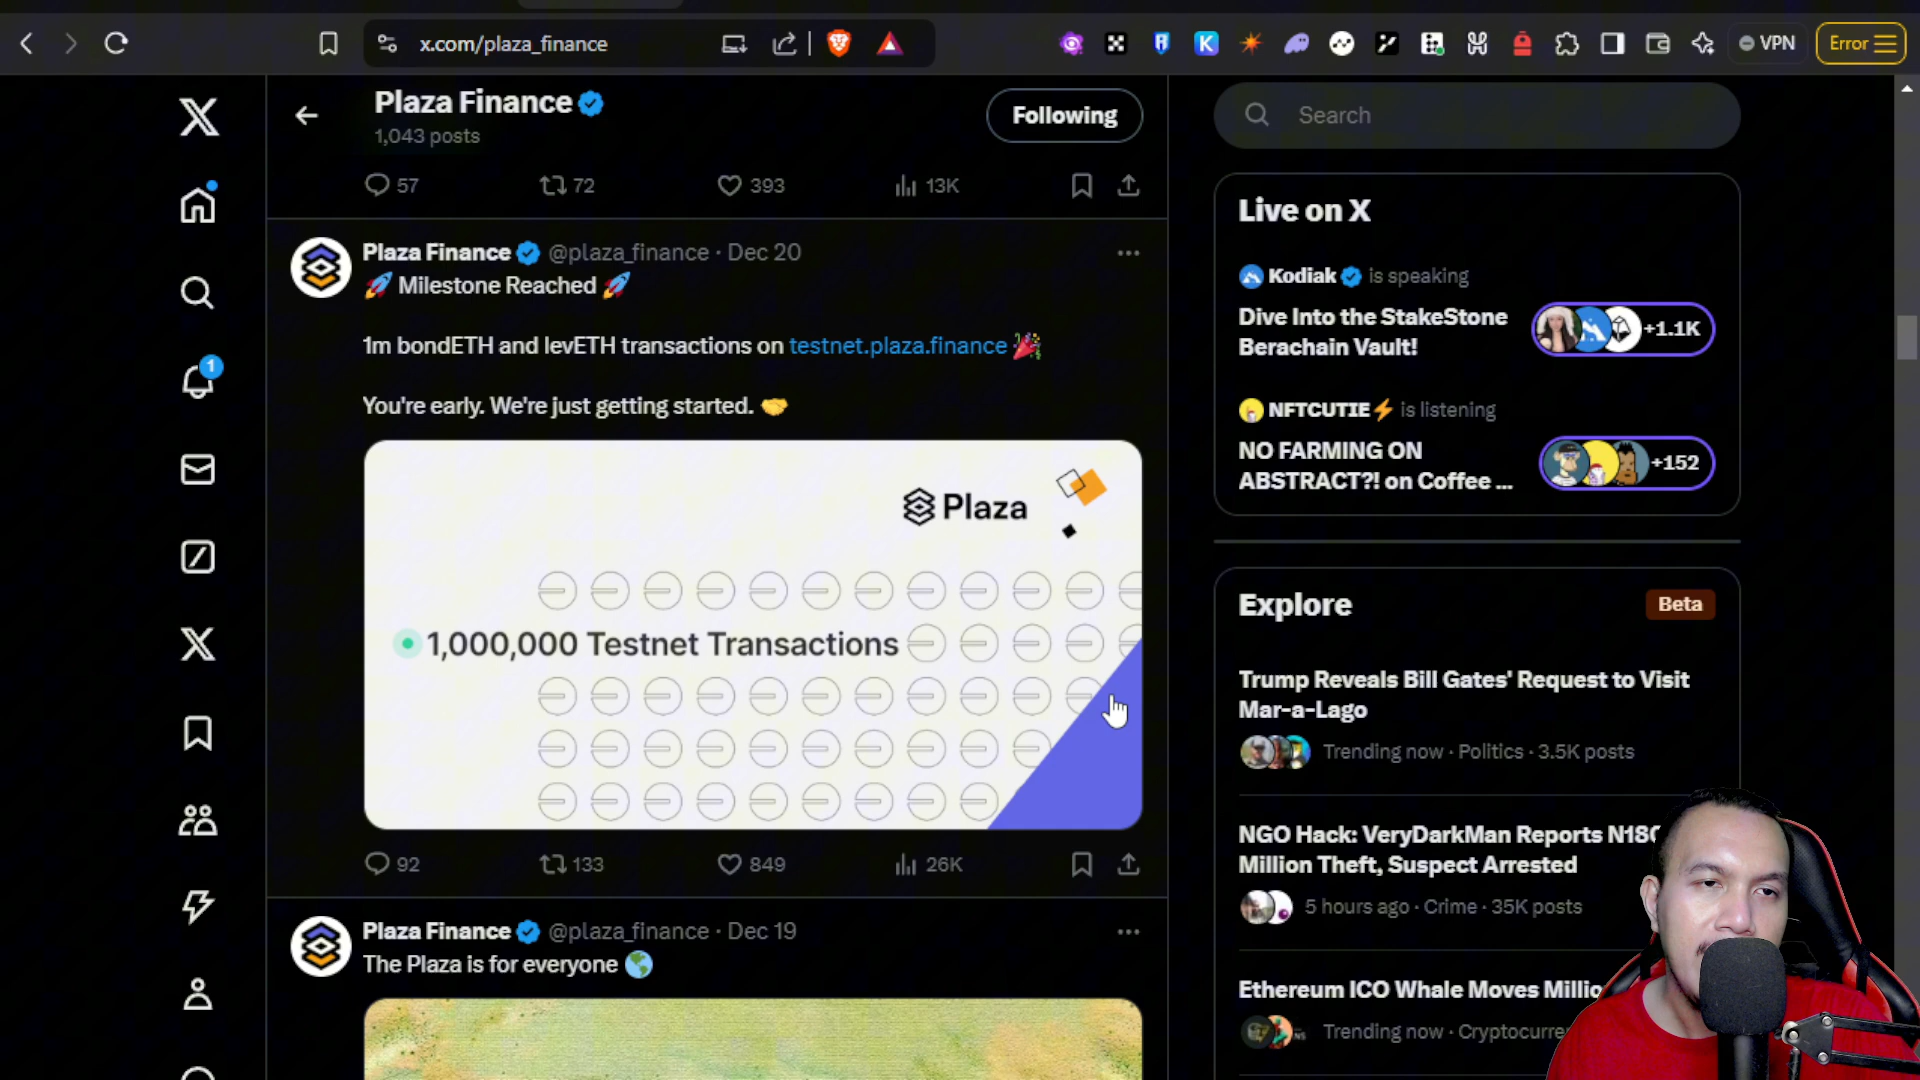 x.com/plaza_finance
VPN
Error
Plaza Finance
1,043 posts
Following
Search
57
72
393
13K
Plaza Finance @plaza_finance · Dec 20
🚀 Milestone Reached 🚀
1m bondETH and levETH transactions on testnet.plaza.finance 🎉
You're early. We're just getting started. 🤝
Plaza
1,000,000 Testnet Transactions
92
133
849
26K
Plaza Finance @plaza_finance · Dec 19
The Plaza is for everyone 🌎
1
Live on X
Kodiak is speaking
Dive Into the StakeStone
Berachain Vault!
+1.1K
NFTCUTIE⚡ is listening
NO FARMING ON
ABSTRACT?! on Coffee ...
+152
Explore
Beta
Trump Reveals Bill Gates' Request to Visit
Mar-a-Lago
Trending now · Politics · 3.5K posts
NGO Hack: VeryDarkMan Reports
Million Theft, Suspect Arrested
5 hours ago · Crime · 35K posts
Ethereum ICO Whale Moves
Trending now